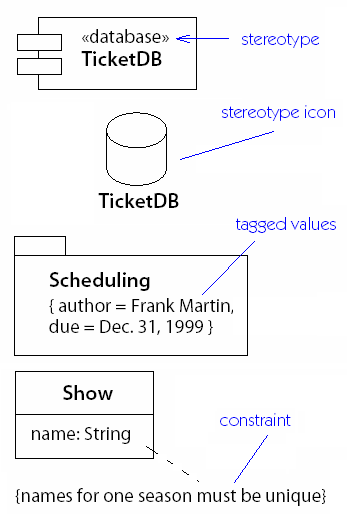 «database»
TicketDB
stereotype
stereotype icon
TicketDB
tagged values
Scheduling
{ author = Frank Martin,
due = Dec. 31, 1999 }
Show
name: String
constraint
{names for one season must be unique}